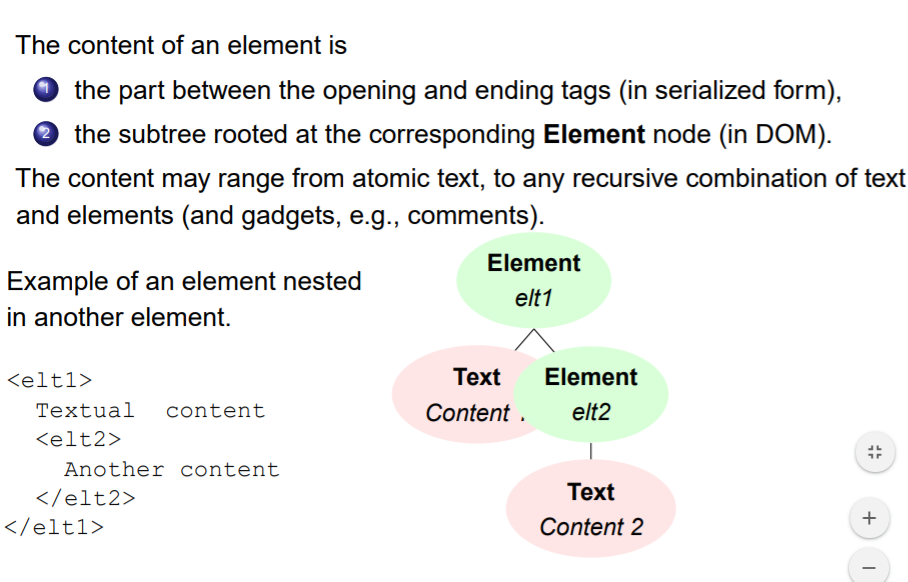 The content of an element is
1 the part between the opening and ending tags (in serialized form),
2 the subtree rooted at the corresponding Element node (in DOM).
The content may range from atomic text, to any recursive combination of text
and elements (and gadgets, e.g., comments).
Example of an element nested
in another element.
<elt1>
Textual content
<elt2>
Another content
</elt2>
</elt1>
Element
elt1
Text
Content
Element
elt2
Text
Content 2